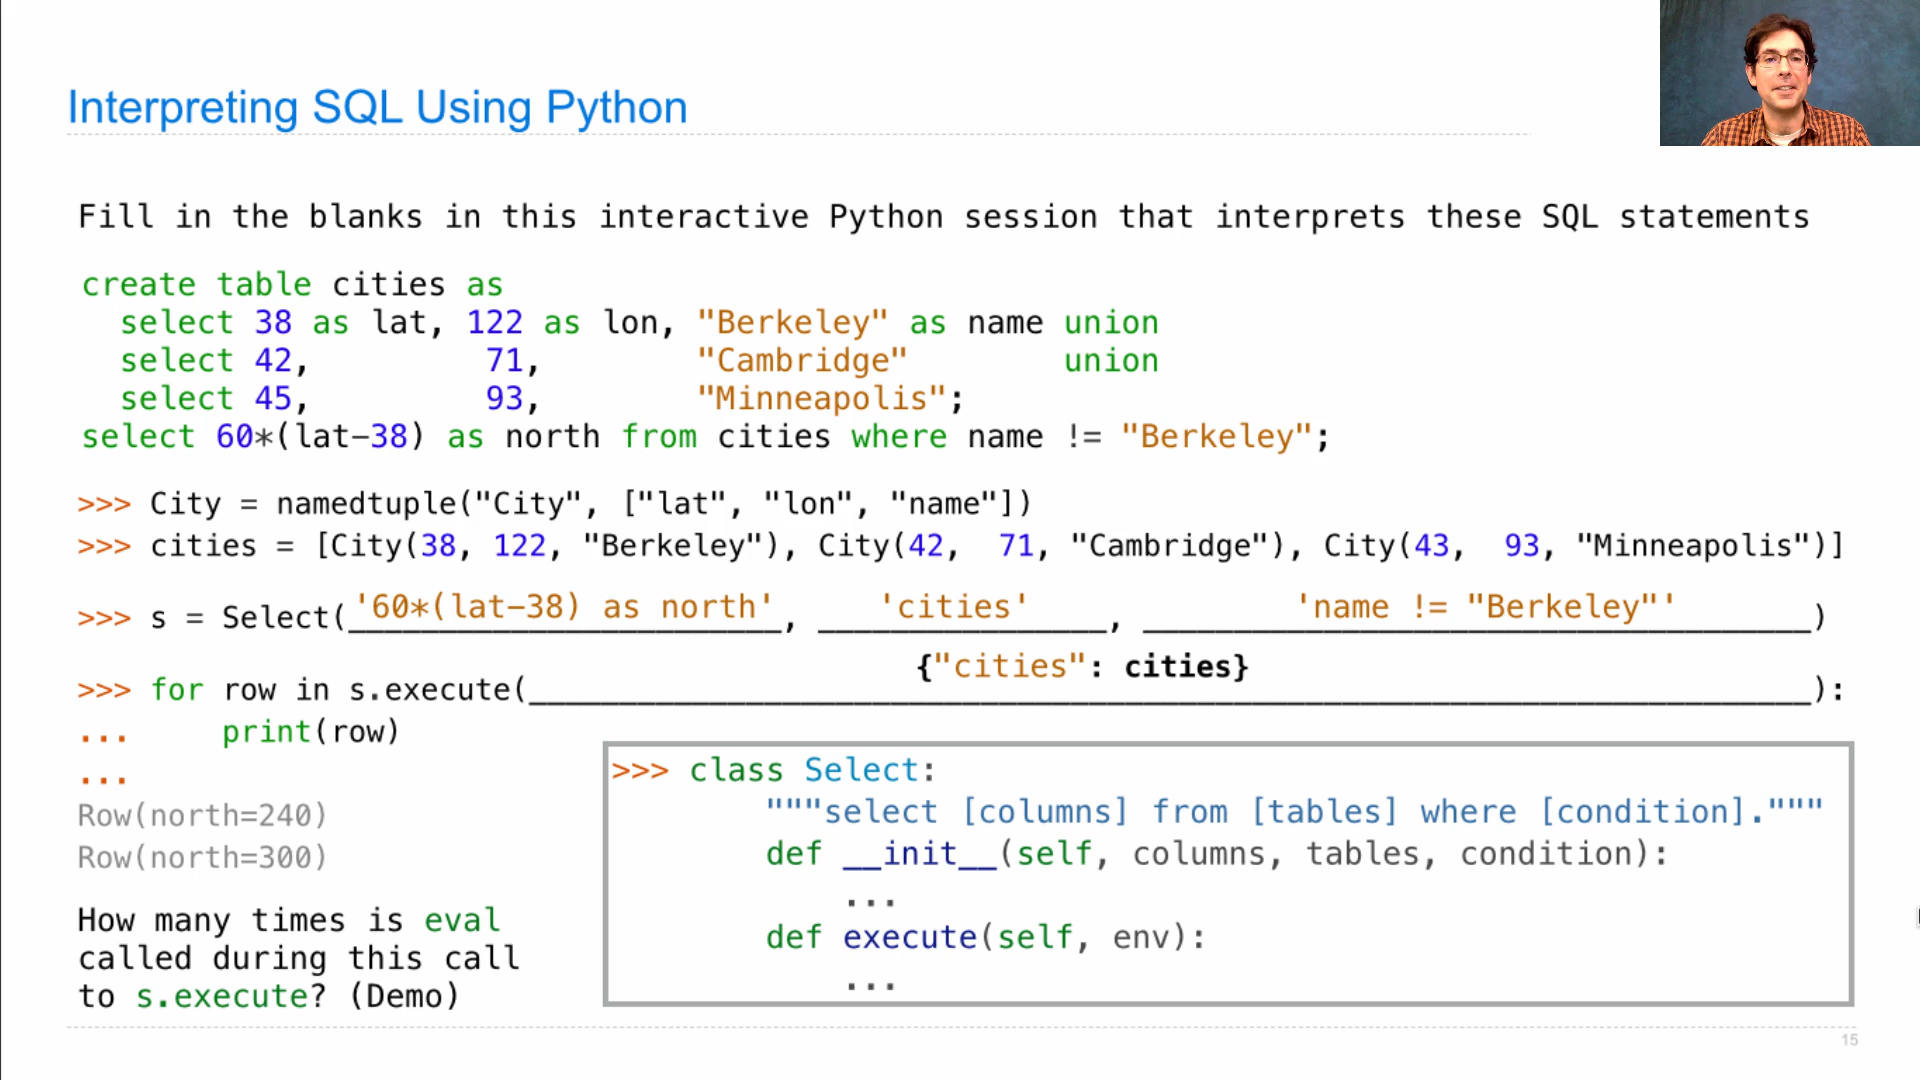 Interpreting SQL Using Python
Fill in the blanks in this interactive Python session that interprets these SQL statements
create table cities as
  select 38 as lat, 122 as lon, "Berkeley" as name union
  select 42,         71,        "Cambridge"        union
  select 45,         93,        "Minneapolis";
select 60*(lat-38) as north from cities where name != "Berkeley";
>>> City = namedtuple("City", ["lat", "lon", "name"])
>>> cities = [City(38, 122, "Berkeley"), City(42,  71, "Cambridge"), City(43,  93, "Minneapolis")]
>>> s = Select('60*(lat-38) as north', 'cities', 'name != "Berkeley"')
>>> for row in s.execute({"cities": cities}):
...     print(row)
...
Row(north=240)
Row(north=300)
How many times is eval
called during this call
to s.execute? (Demo)
>>> class Select:
        """select [columns] from [tables] where [condition]."""
        def __init__(self, columns, tables, condition):
            ...
        def execute(self, env):
            ...
15